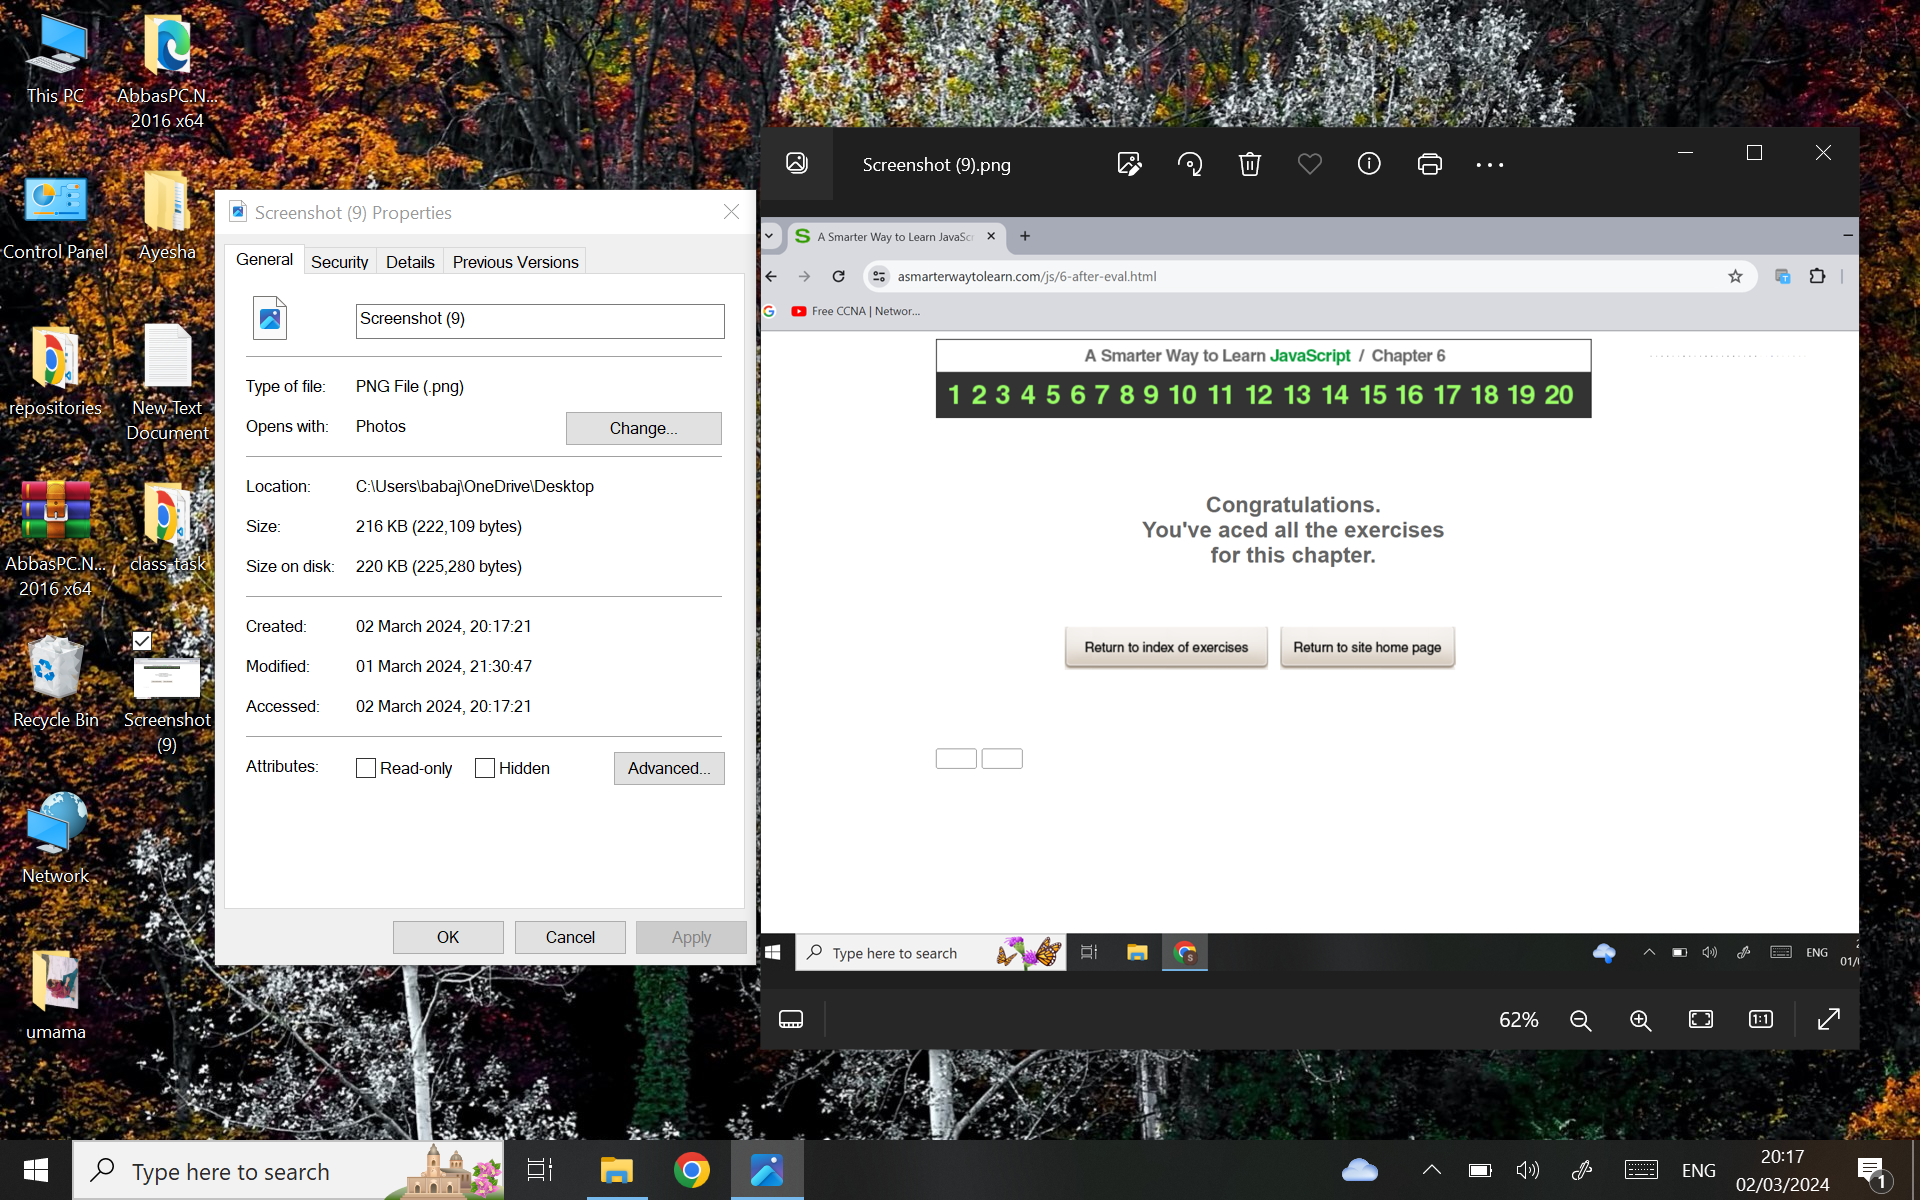 This PC
AbbasPC.N...
2016 x64
Control Panel
Ayesha
repositories
New Text
Document
AbbasPC.N...
2016 x64
class-task
Recycle Bin
Screenshot
(9)
Network
umama
Screenshot (9) Properties
General
Security
Details
Previous Versions
Screenshot (9)
Type of file: PNG File (.png)
Opens with: Photos
Change...
Location: C:\Users\babaj\OneDrive\Desktop
Size: 216 KB (222,109 bytes)
Size on disk: 220 KB (225,280 bytes)
Created: 02 March 2024, 20:17:21
Modified: 01 March 2024, 21:30:47
Accessed: 02 March 2024, 20:17:21
Attributes: Read-only Hidden
Advanced...
OK
Cancel
Apply
Screenshot (9).png
A Smarter Way to Learn JavaSc
asmarterwaytolearn.com/js/6-after-eval.html
Free CCNA | Networ...
A Smarter Way to Learn JavaScript / Chapter 6
1 2 3 4 5 6 7 8 9 10 11 12 13 14 15 16 17 18 19 20
Congratulations.
You've aced all the exercises
for this chapter.
Return to index of exercises
Return to site home page
Type here to search
ENG
01/
62%
1:1
Type here to search
ENG
20:17
02/03/2024
1